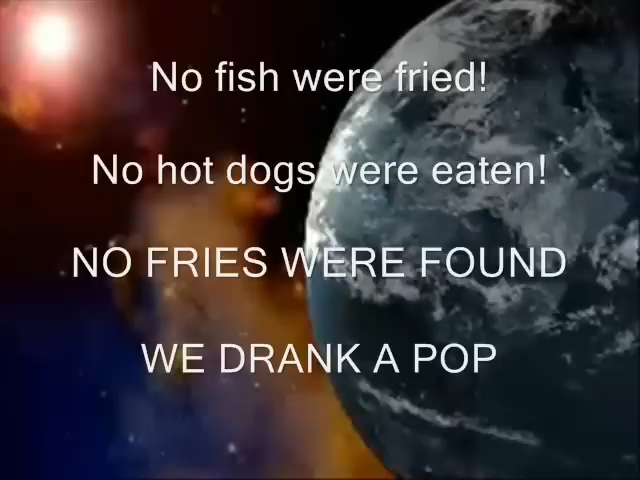 No fish were fried!
No hot dogs were eaten!
NO FRIES WERE FOUND
WE DRANK A POP